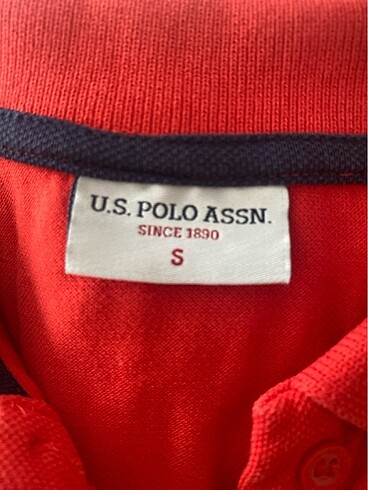 U.S. POLO ASSN.
SINCE 1890
S